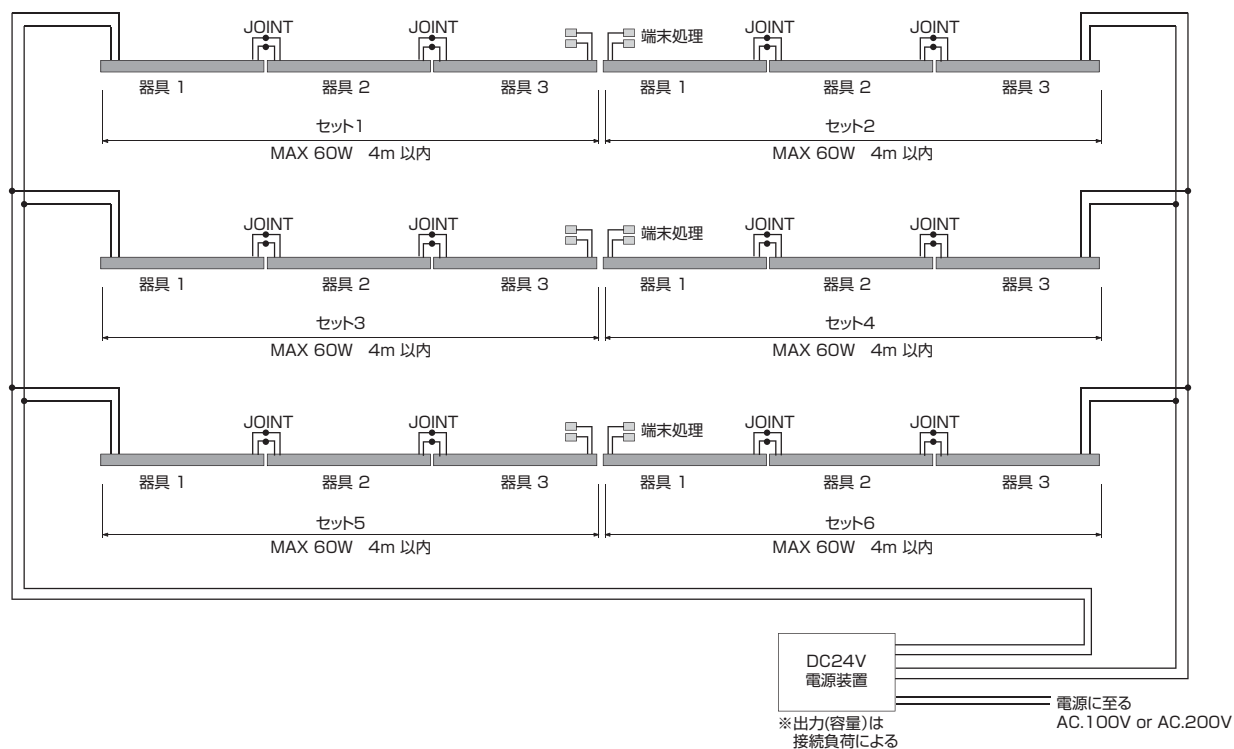 JOINT JOINT 端末処理 JOINT JOINT
器具 1 器具 2 器具 3 器具 1 器具 2 器具 3
セット1 セット2
MAX 60W 4m 以内 MAX 60W 4m 以内
JOINT JOINT 端末処理 JOINT JOINT
器具 1 器具 2 器具 3 器具 1 器具 2 器具 3
セット3 セット4
MAX 60W 4m 以内 MAX 60W 4m 以内
JOINT JOINT 端末処理 JOINT JOINT
器具 1 器具 2 器具 3 器具 1 器具 2 器具 3
セット5 セット6
MAX 60W 4m 以内 MAX 60W 4m 以内
DC24V
電源装置
電源に至る
AC.100V or AC.200V
※出力(容量)は
接続負荷による